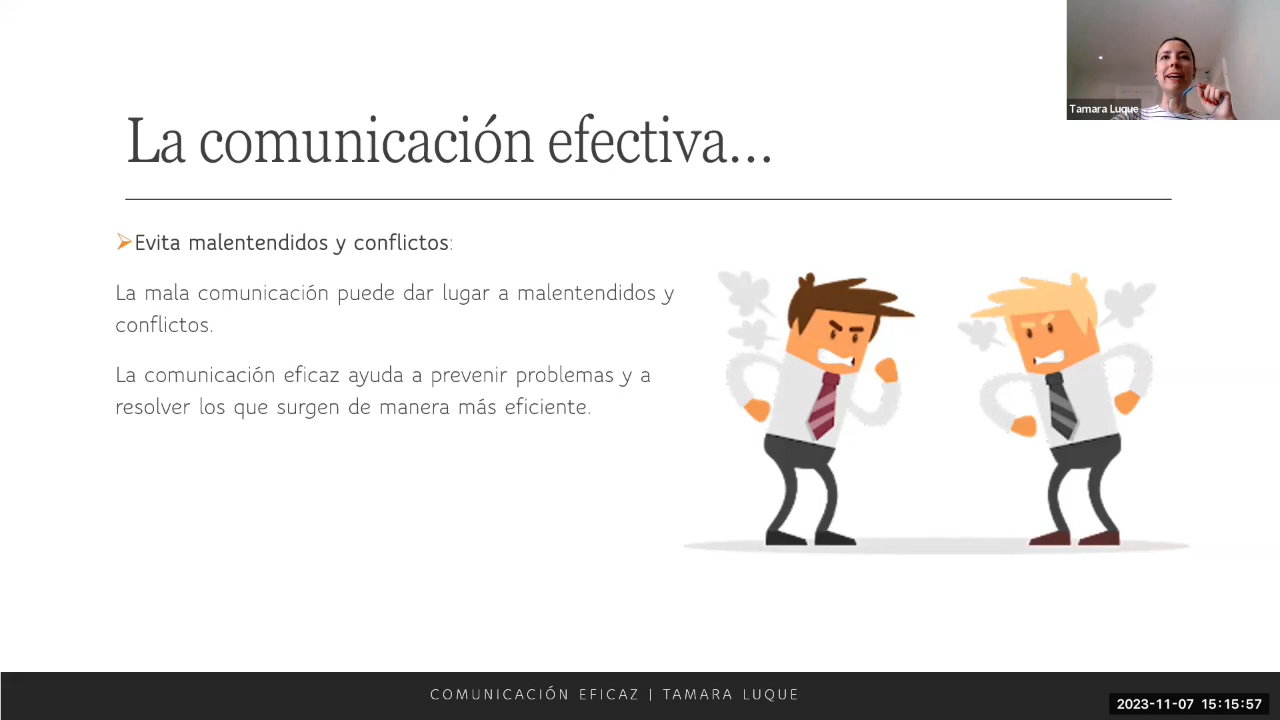 Tamara Luque
La comunicación efectiva...
➢Evita malentendidos y conflictos:
La mala comunicación puede dar lugar a malentendidos y
conflictos.
La comunicación eficaz ayuda a prevenir problemas y a
resolver los que surgen de manera más eficiente.
COMUNICACIÓN EFICAZ | TAMARA LUQUE
2023-11-07 15:15:57